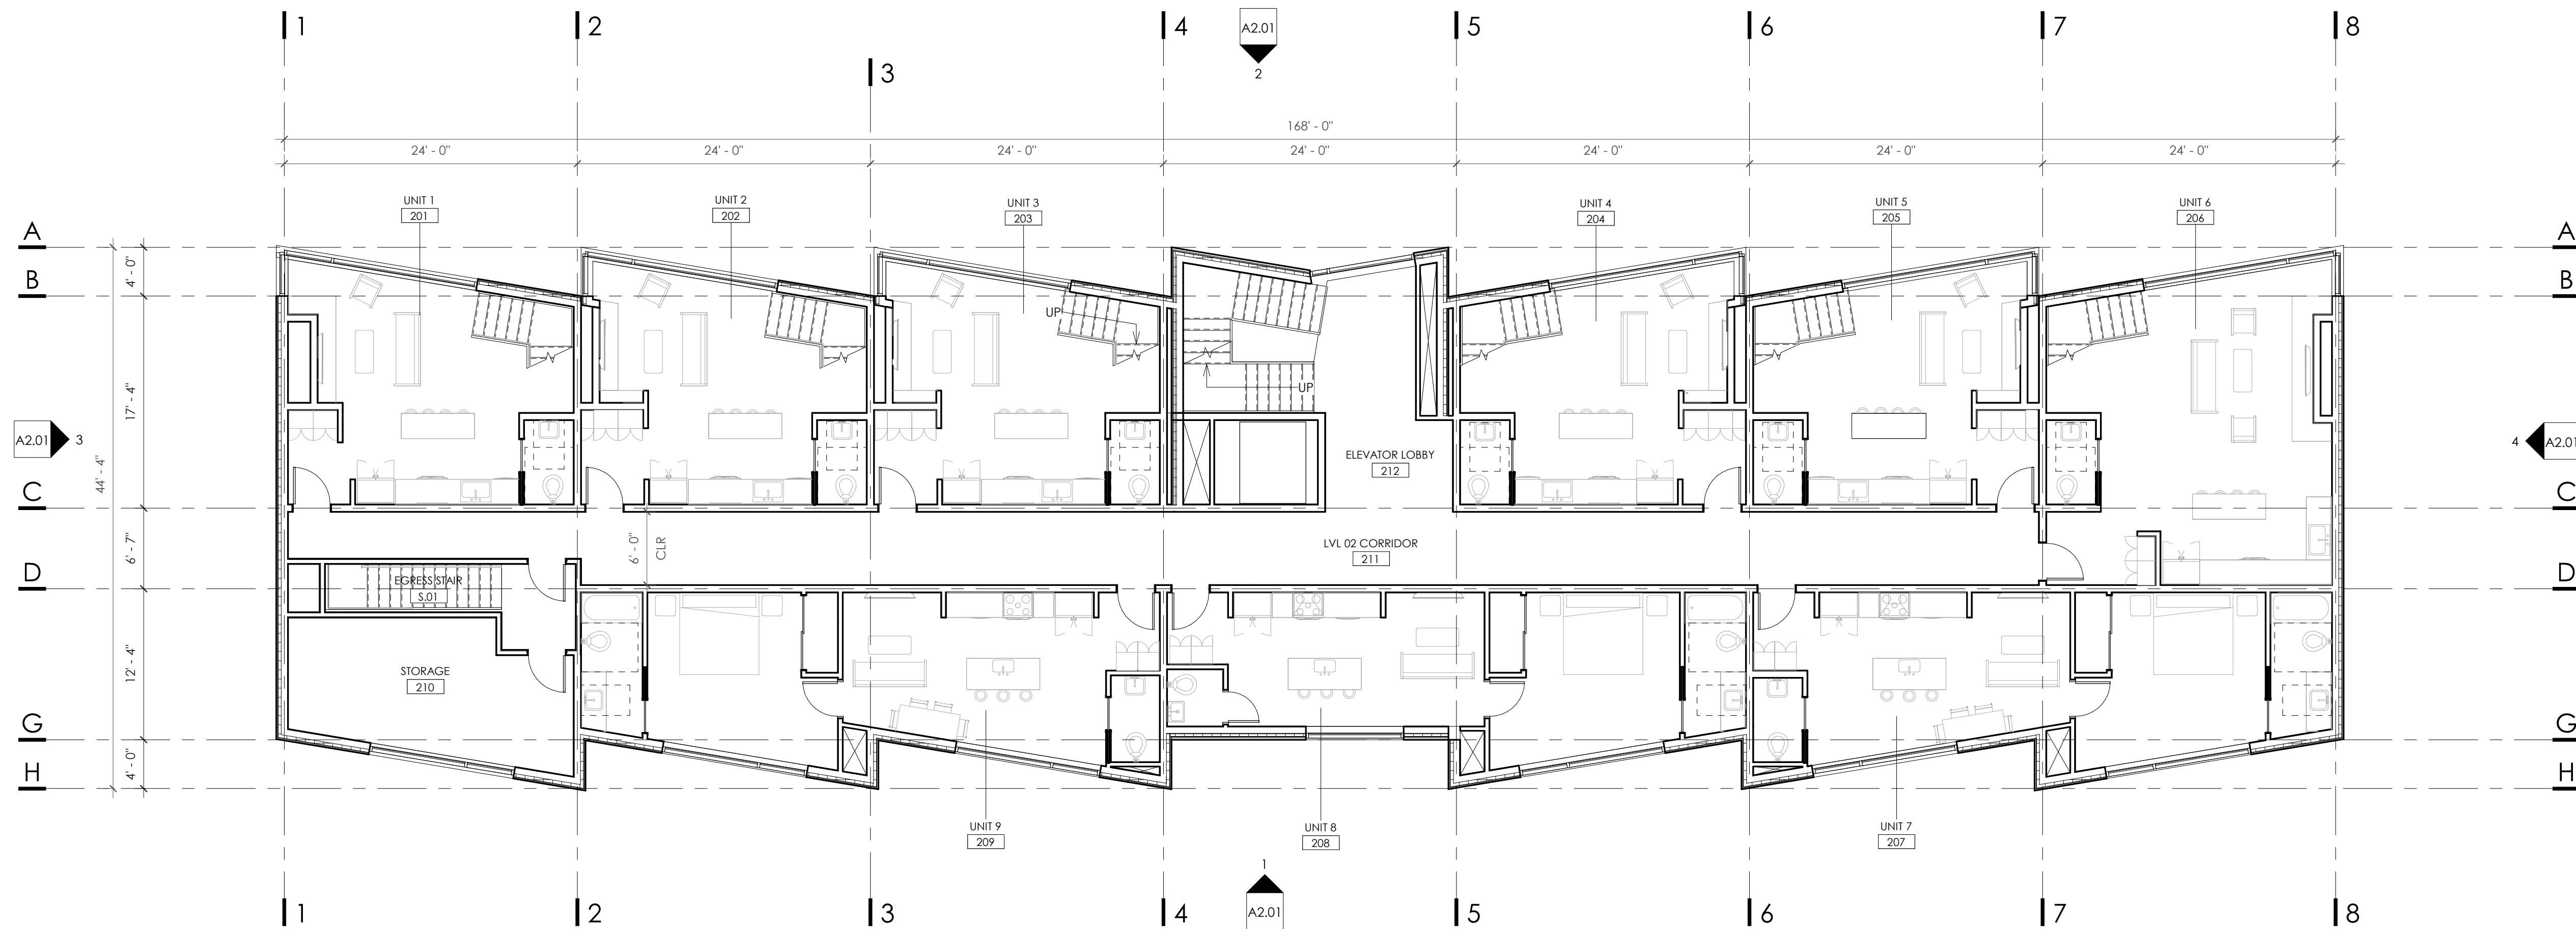 1
2
3
4
A2.01
2
5
6
7
8
168' - 0"
24' - 0"
24' - 0"
24' - 0"
24' - 0"
24' - 0"
24' - 0"
24' - 0"
UNIT 1
201
UNIT 2
202
UNIT 3
203
UNIT 4
204
UNIT 5
205
UNIT 6
206
A
A
4' - 0"
B
B
UP
17' - 4"
UP
A2.01
3
4
A2.01
44' - 4"
ELEVATOR LOBBY
212
C
C
6' - 7"
6' - 0"
CLR
LVL 02 CORRIDOR
211
D
D
EGRESS STAIR
S.01
12' - 4"
STORAGE
210
G
G
4' - 0"
H
H
UNIT 9
209
UNIT 8
208
UNIT 7
207
1
A2.01
1
2
3
4
5
6
7
8